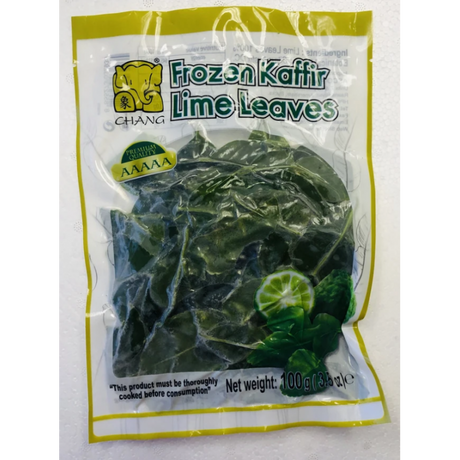 Frozen Kaffir
Lime Leaves
象
CHANG
®
PREMIUM
QUALITY
AAAAA
"This product must be thoroughly
cooked before consumption"
Net weight: 100 g